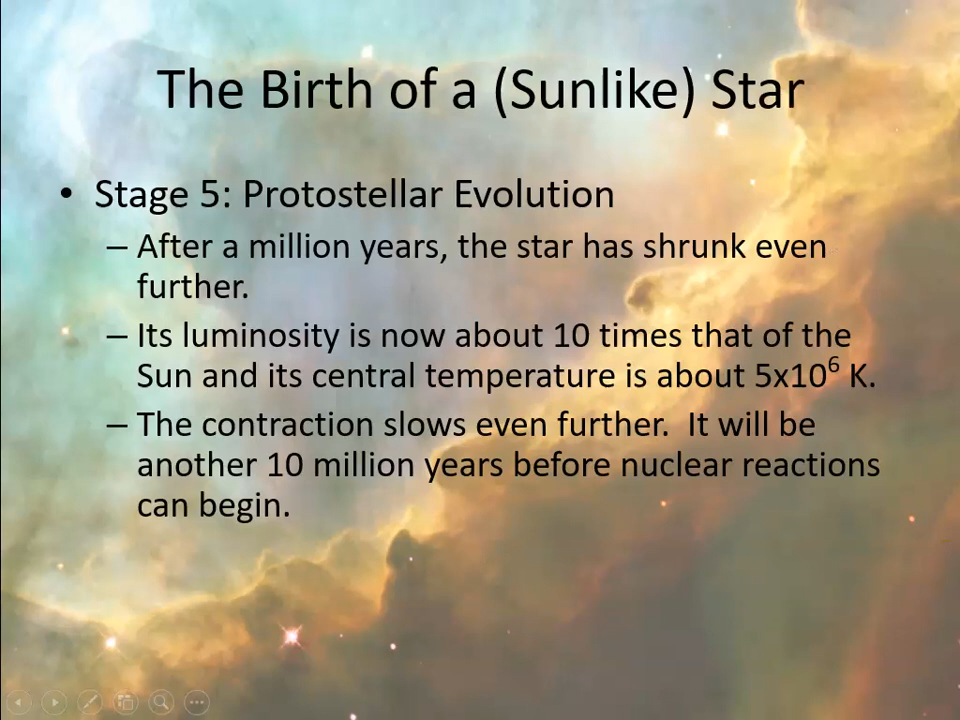 The Birth of a (Sunlike) Star
• Stage 5: Protostellar Evolution
– After a million years, the star has shrunk even
further.
– Its luminosity is now about 10 times that of the
Sun and its central temperature is about 5x10⁶ K.
– The contraction slows even further.  It will be
another 10 million years before nuclear reactions
can begin.